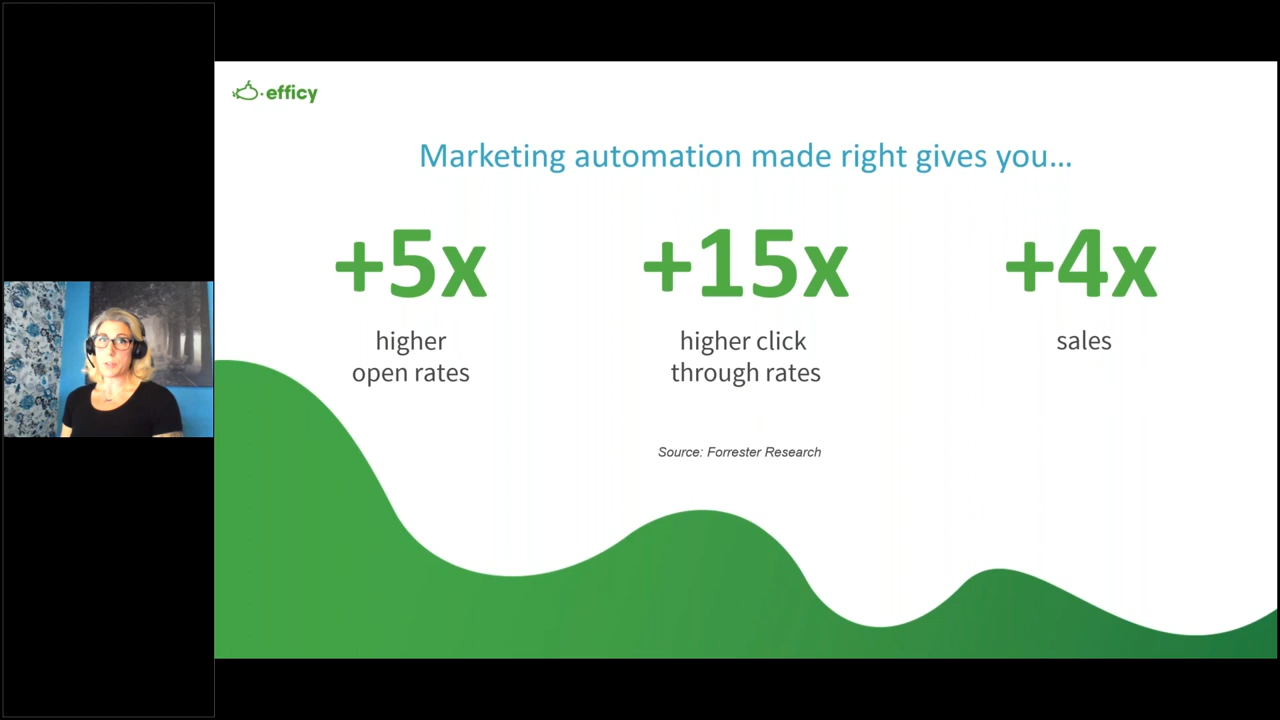 efficy
Marketing automation made right gives you...
+5x
higher
open rates
+15x
higher click
through rates
+4x
sales
Source: Forrester Research